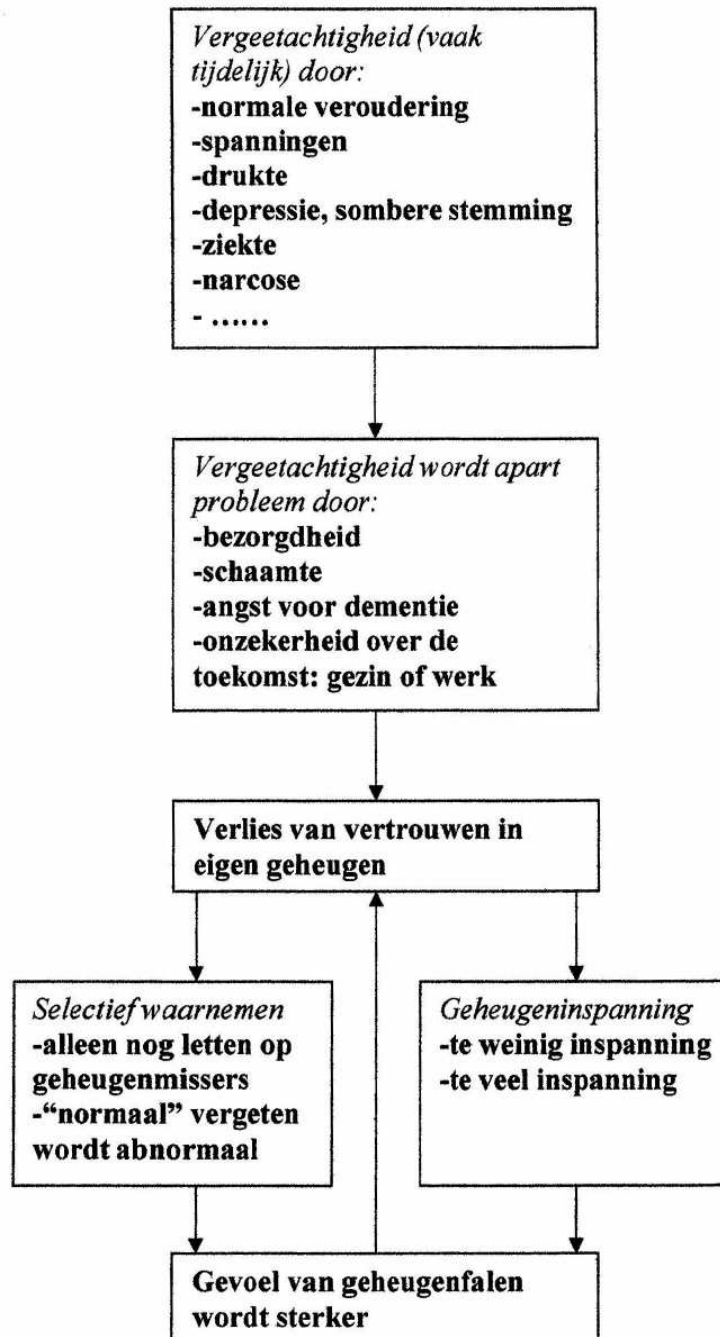 Vergeetachtigheid (vaak
tijdelijk) door:
-normale veroudering
-spanningen
-drukte
-depressie, sombere stemming
-ziekte
-narcose
- ......
Vergeetachtigheid wordt apart
probleem door:
-bezorgdheid
-schaamte
-angst voor dementie
-onzekerheid over de
toekomst: gezin of werk
Verlies van vertrouwen in
eigen geheugen
Selectief waarnemen
-alleen nog letten op
geheugenmissers
-“normaal” vergeten
wordt abnormaal
Geheugeninspanning
-te weinig inspanning
-te veel inspanning
Gevoel van geheugenfalen
wordt sterker